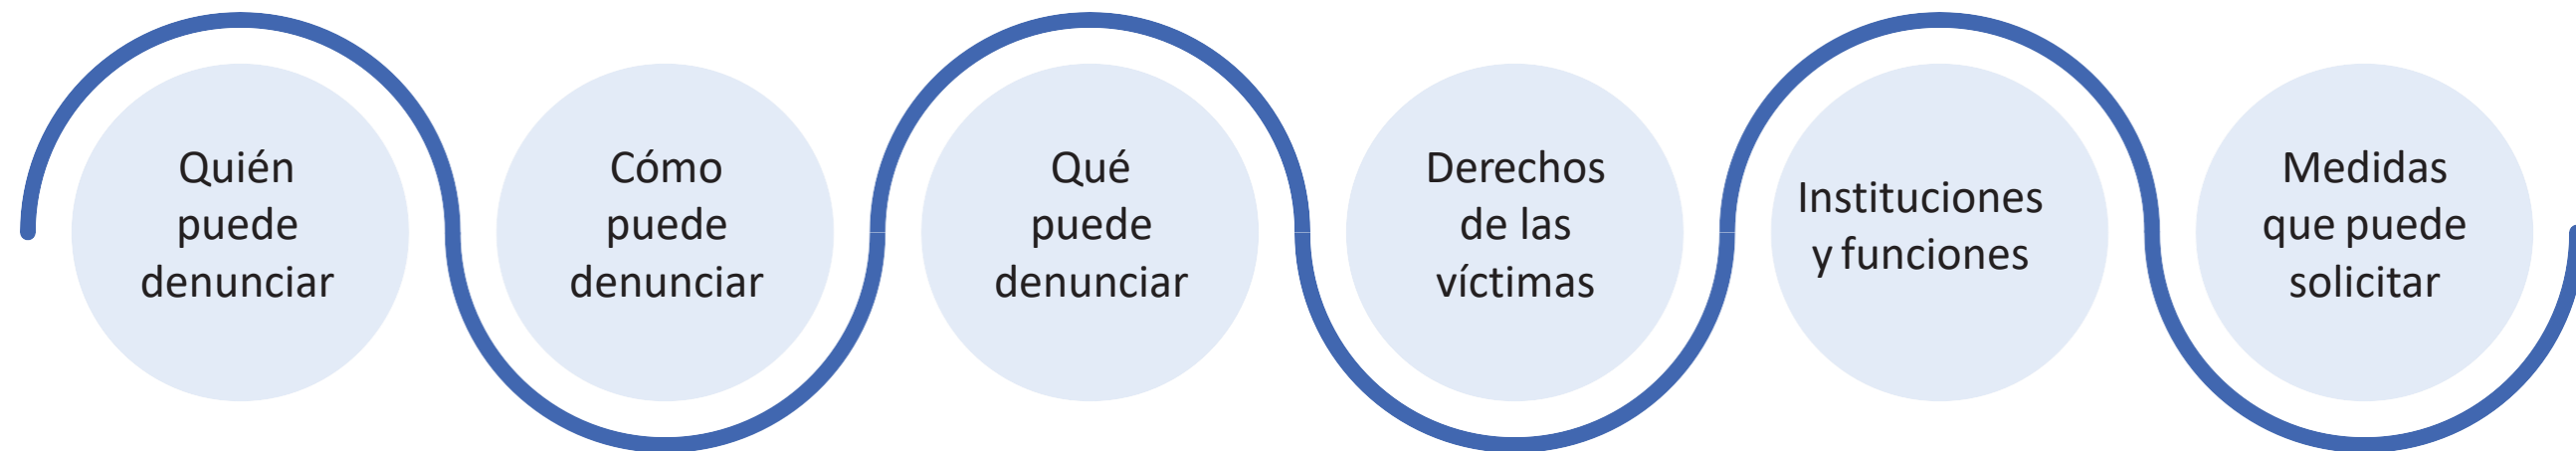 Quién
puede
denunciar
Cómo
puede
denunciar
Qué
puede
denunciar
Derechos
de las
víctimas
Instituciones
y funciones
Medidas
que puede
solicitar